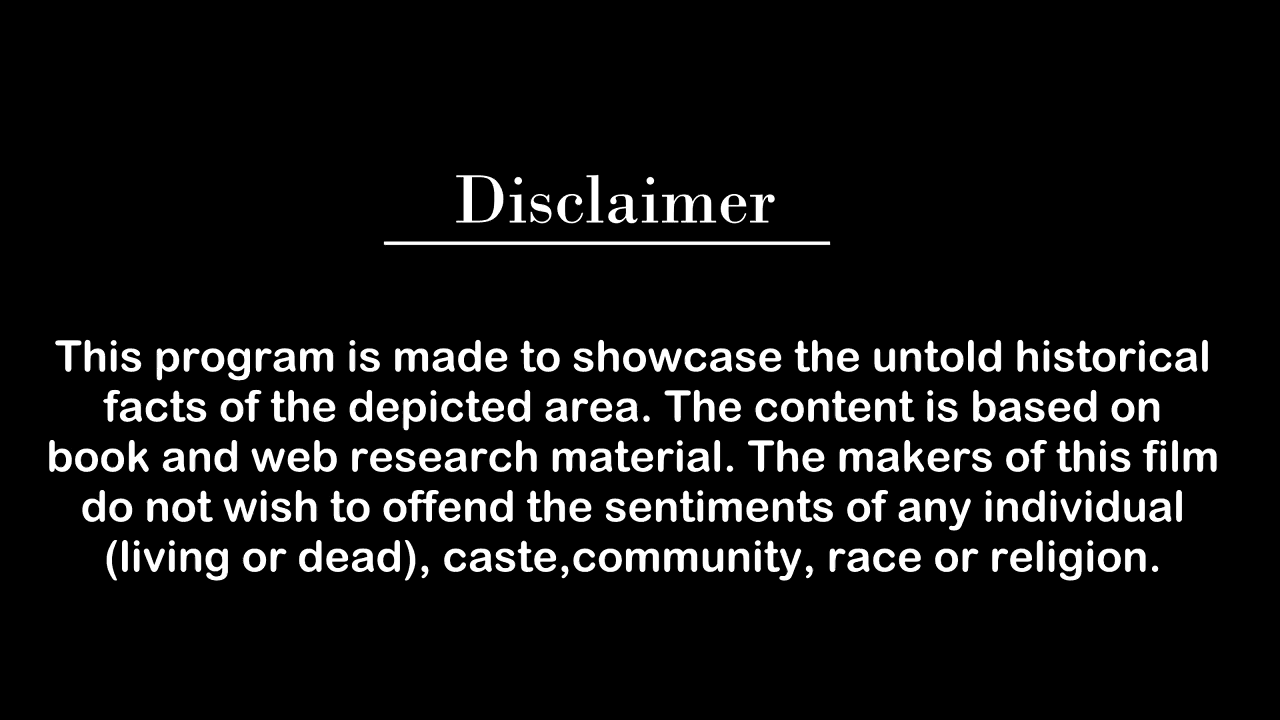 Disclaimer
This program is made to showcase the untold historical
facts of the depicted area. The content is based on
book and web research material. The makers of this film
do not wish to offend the sentiments of any individual
(living or dead), caste,community, race or religion.